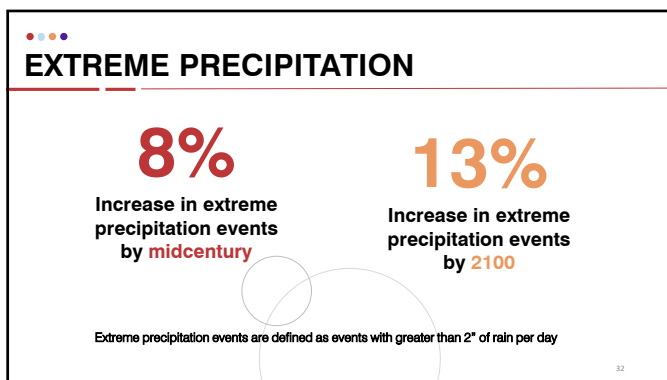 EXTREME PRECIPITATION
8%
Increase in extreme
precipitation events
by midcentury
13%
Increase in extreme
precipitation events
by 2100
Extreme precipitation events are defined as events with greater than 2" of rain per day
32